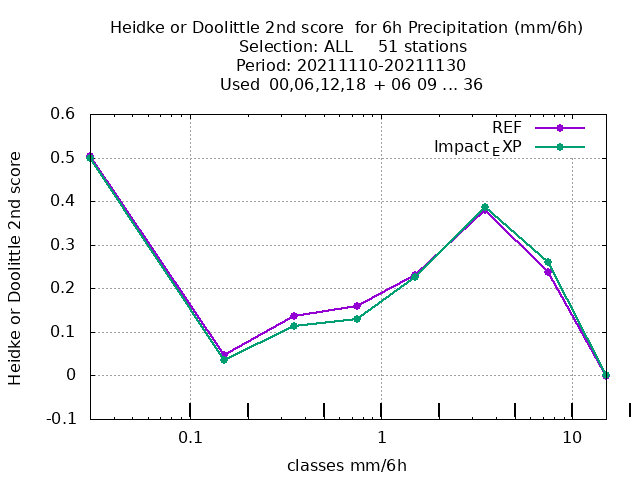 Heidke or Doolittle 2nd score  for 6h Precipitation (mm/6h)
Selection: ALL     51 stations
Period: 20211110-20211130
Used  00,06,12,18  + 06 09 ... 36
REF
Impact_EXP
0.6
0.5
0.4
0.3
0.2
0.1
0
-0.1
Heidke or Doolittle 2nd score
0.1
1
10
classes mm/6h